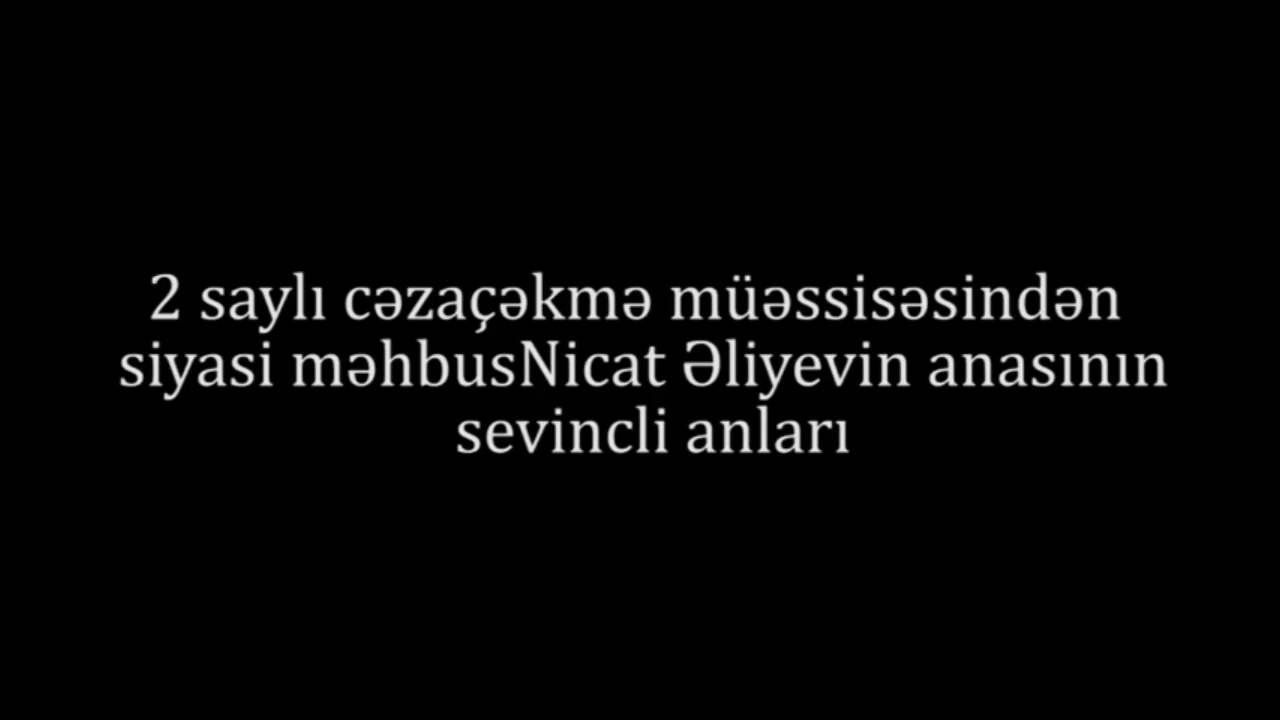 2 saylı cəzaçəkmə müəssisəsindən
siyasi məhbusNicat Əliyevin anasının
sevincli anları